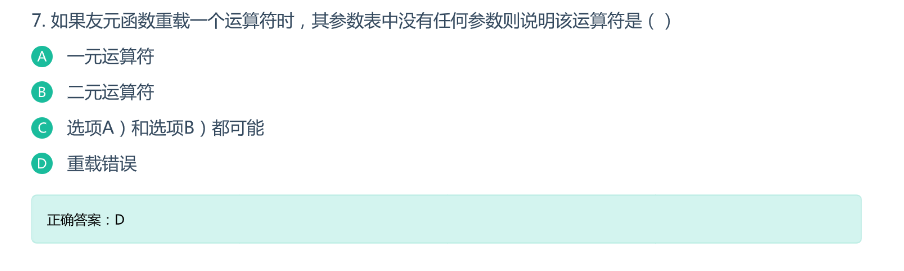 7. 如果友元函数重载一个运算符时，其参数表中没有任何参数则说明该运算符是（ ）
A 一元运算符
B 二元运算符
C 选项A）和选项B）都可能
D 重载错误
正确答案：D